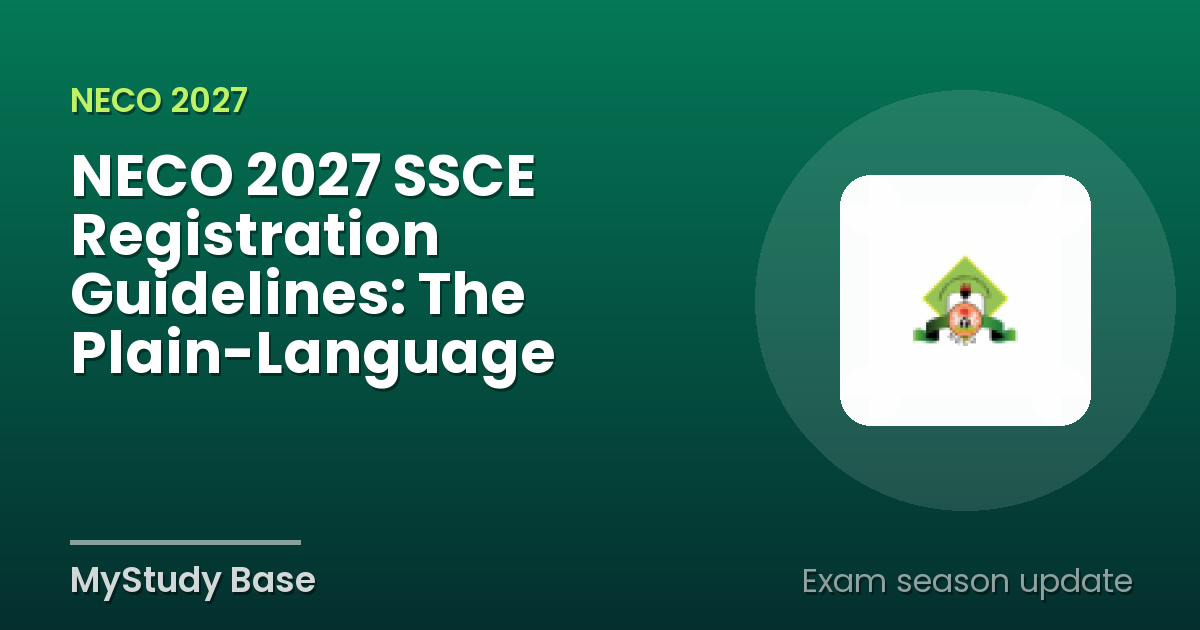 NECO 2027
NECO 2027 SSCE
Registration
Guidelines: The
Plain-Language
MyStudy Base
Exam season update